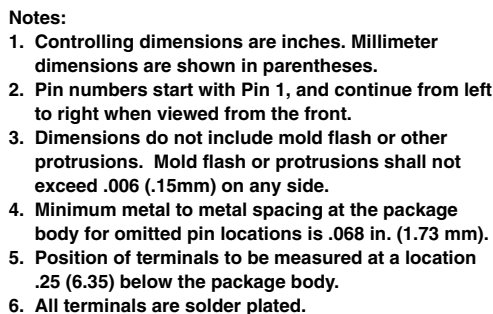 Notes:
1. Controlling dimensions are inches. Millimeter
dimensions are shown in parentheses.
2. Pin numbers start with Pin 1, and continue from left
to right when viewed from the front.
3. Dimensions do not include mold flash or other
protrusions. Mold flash or protrusions shall not
exceed .006 (.15mm) on any side.
4. Minimum metal to metal spacing at the package
body for omitted pin locations is .068 in. (1.73 mm).
5. Position of terminals to be measured at a location
.25 (6.35) below the package body.
6. All terminals are solder plated.